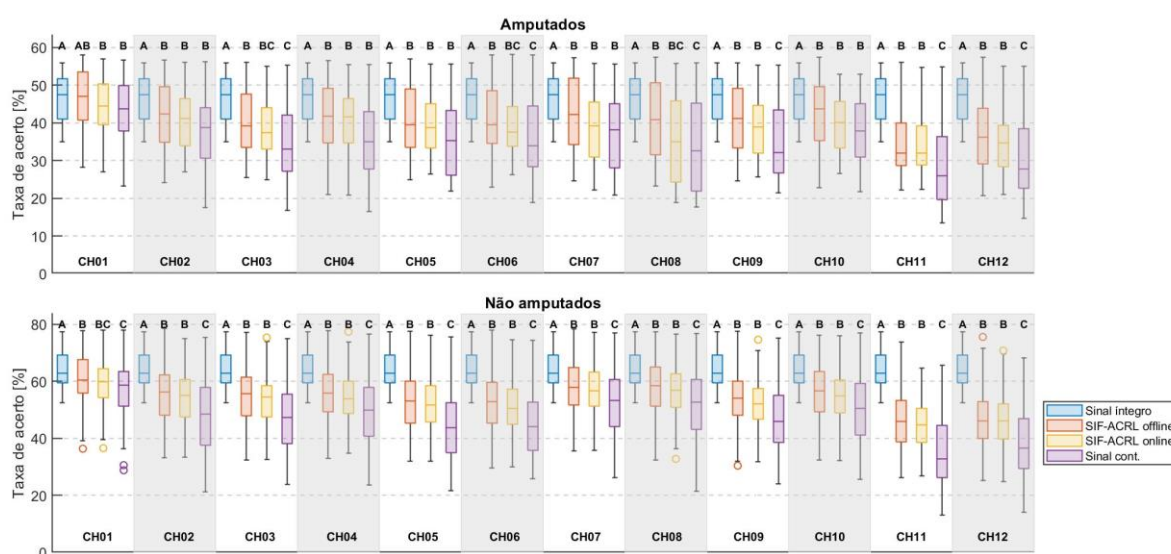 Amputados
A AB B B A B B B A B BC C A B B B A B B B A B BC C A B B B A B BC C A B B C A B B B A B B C A B B C
60
50
40
30
20
10
0
Taxa de acerto [%]
CH01 CH02 CH03 CH04 CH05 CH06 CH07 CH08 CH09 CH10 CH11 CH12
Não amputados
A B BC C A B B C A B B C A B B C A B B C A B B C A B B C A B B C A B B C A B B C A B B C A B B C
80
60
40
20
0
Taxa de acerto [%]
CH01 CH02 CH03 CH04 CH05 CH06 CH07 CH08 CH09 CH10 CH11 CH12
Sinal íntegro
SIF-ACRL offline
SIF-ACRL online
Sinal cont.